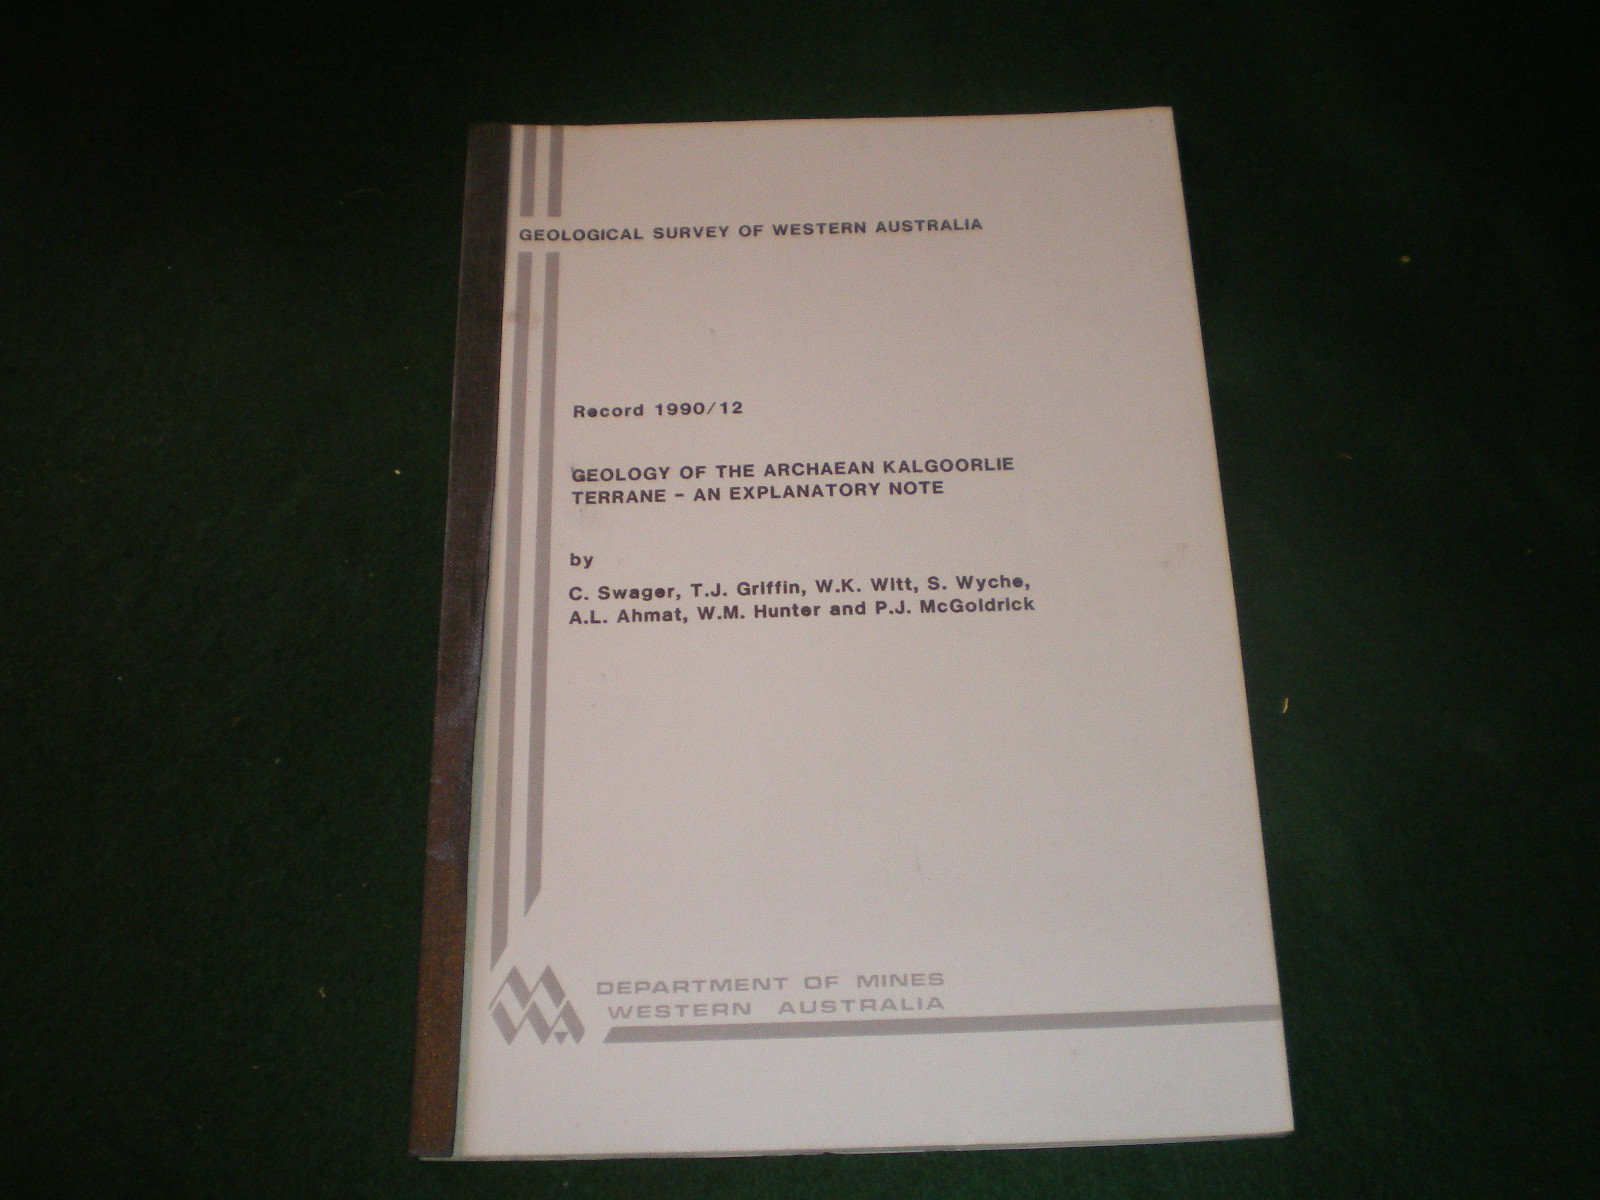 GEOLOGICAL SURVEY OF WESTERN AUSTRALIA
Record 1990/12
GEOLOGY OF THE ARCHAEAN KALGOORLIE
TERRANE - AN EXPLANATORY NOTE
by
C. Swager, T.J. Griffin, W.K. Witt, S. Wyche,
A.L. Ahmat, W.M. Hunter and P.J. McGoldrick
DEPARTMENT OF MINES
WESTERN AUSTRALIA